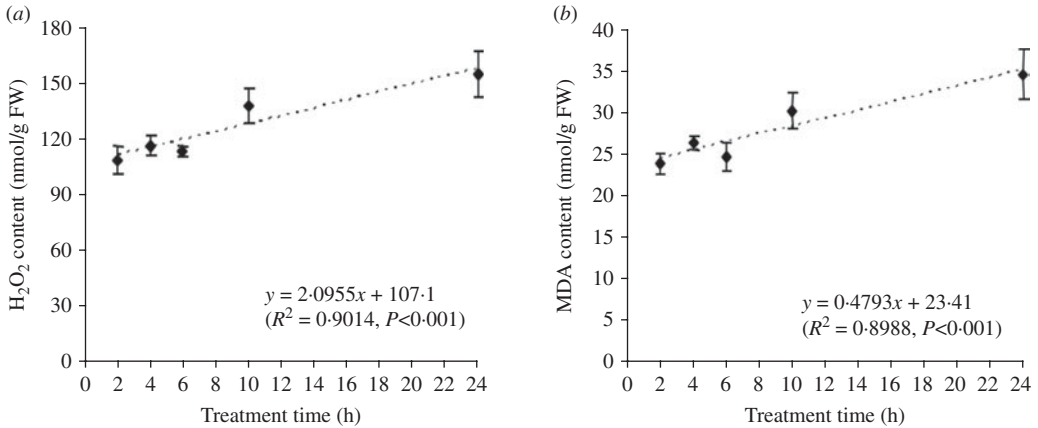 (a)
180
150
120
90
60
30
0
H₂O₂ content (nmol/g FW)
y = 2·0955x + 107·1
(R² = 0·9014, P<0·001)
0 2 4 6 8 10 12 14 16 18 20 22 24
Treatment time (h)
(b)
40
35
30
25
20
15
10
5
0
MDA content (nmol/g FW)
y = 0·4793x + 23·41
(R² = 0·8988, P<0·001)
0 2 4 6 8 10 12 14 16 18 20 22 24
Treatment time (h)